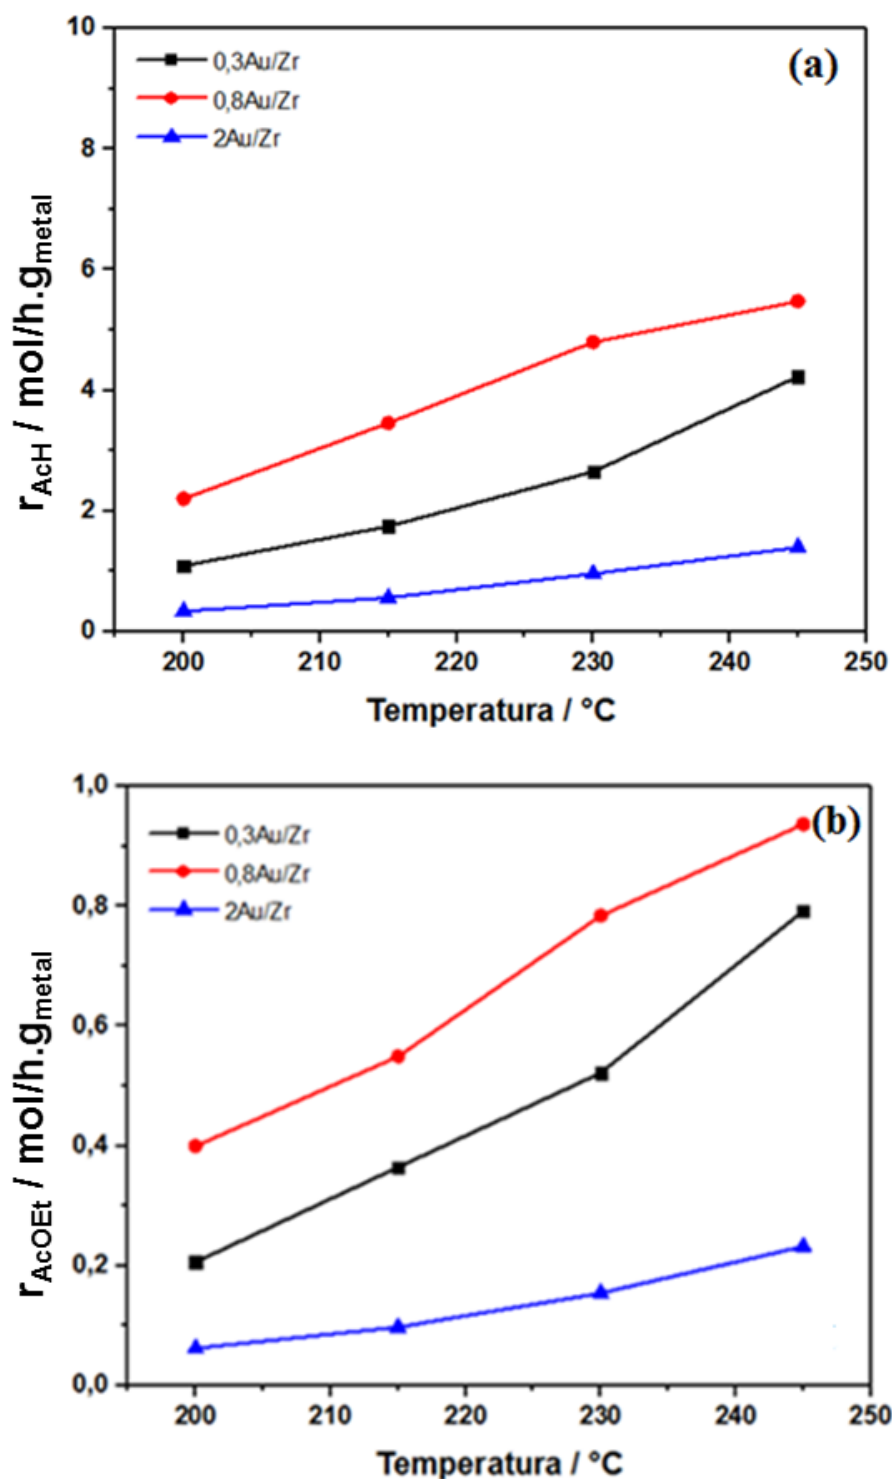 (a)
0,3Au/Zr
0,8Au/Zr
2Au/Zr
r_AcH / mol/h.g_metal
10
8
6
4
2
0
200 210 220 230 240 250
Temperatura / °C
(b)
0,3Au/Zr
0,8Au/Zr
2Au/Zr
r_AcOEt / mol/h.g_metal
1,0
0,8
0,6
0,4
0,2
0,0
200 210 220 230 240 250
Temperatura / °C